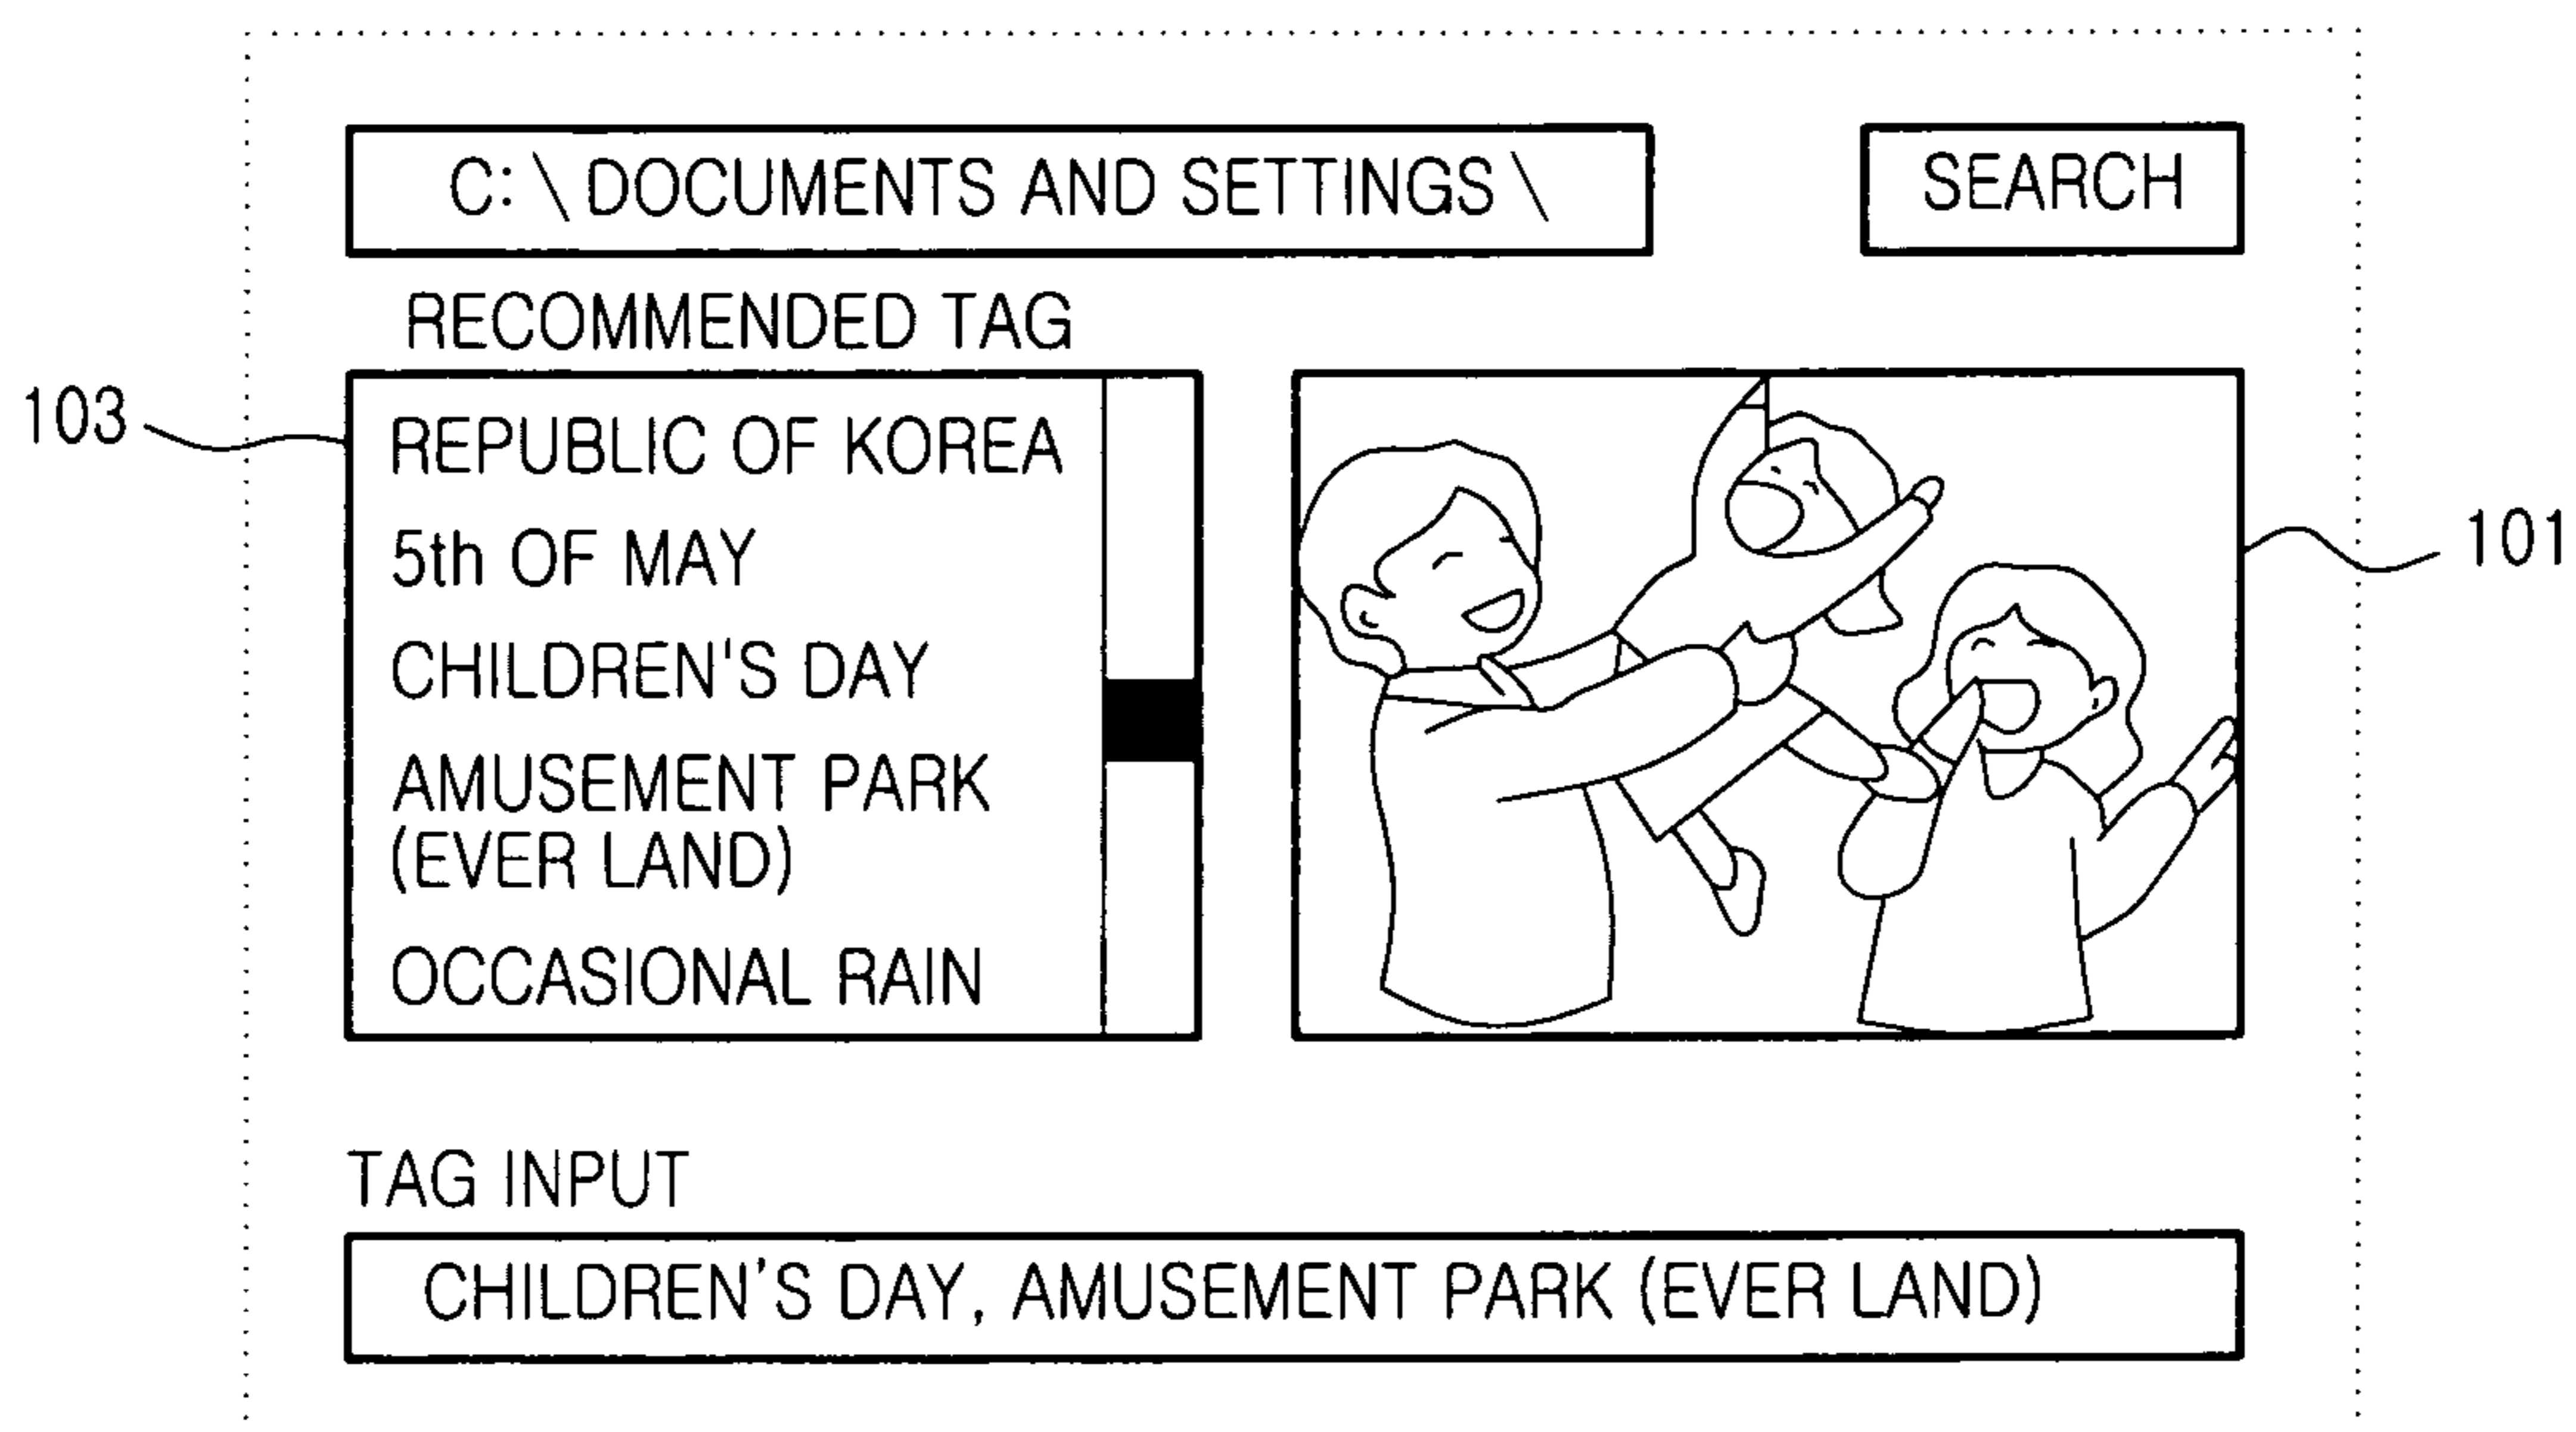 C: \ DOCUMENTS AND SETTINGS \
SEARCH
RECOMMENDED TAG
103
REPUBLIC OF KOREA
5th OF MAY
CHILDREN'S DAY
AMUSEMENT PARK
(EVER LAND)
OCCASIONAL RAIN
101
TAG INPUT
CHILDREN'S DAY, AMUSEMENT PARK (EVER LAND)